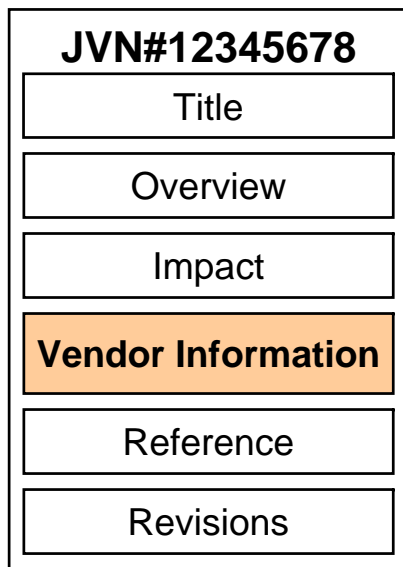 JVN#12345678
Title
Overview
Impact
Vendor Information
Reference
Revisions